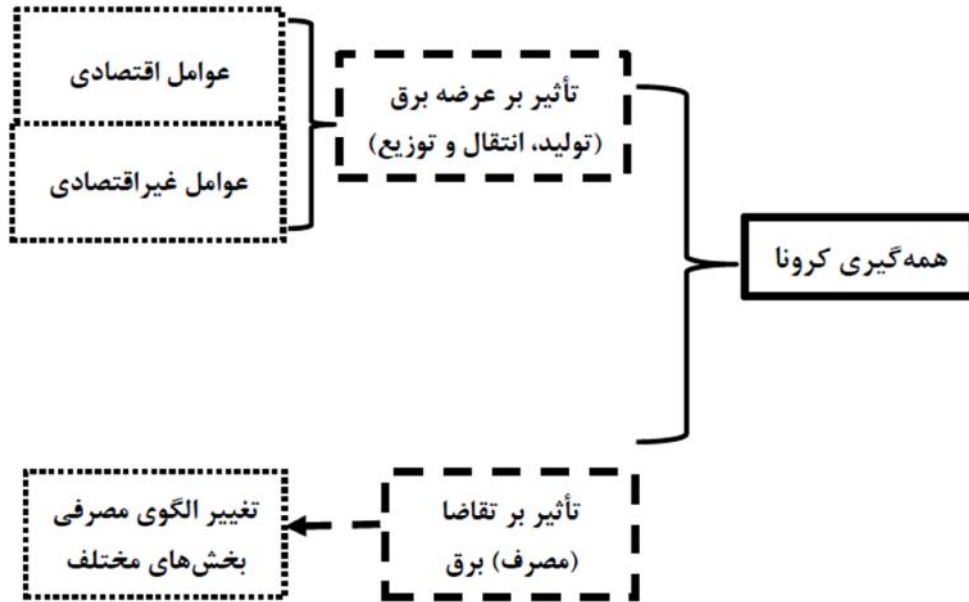 همه‌گیری کرونا
تأثیر بر عرضه برق
(تولید، انتقال و توزیع)
عوامل اقتصادی
عوامل غیراقتصادی
تأثیر بر تقاضا
(مصرف) برق
تغییر الگوی مصرفی
بخش‌های مختلف